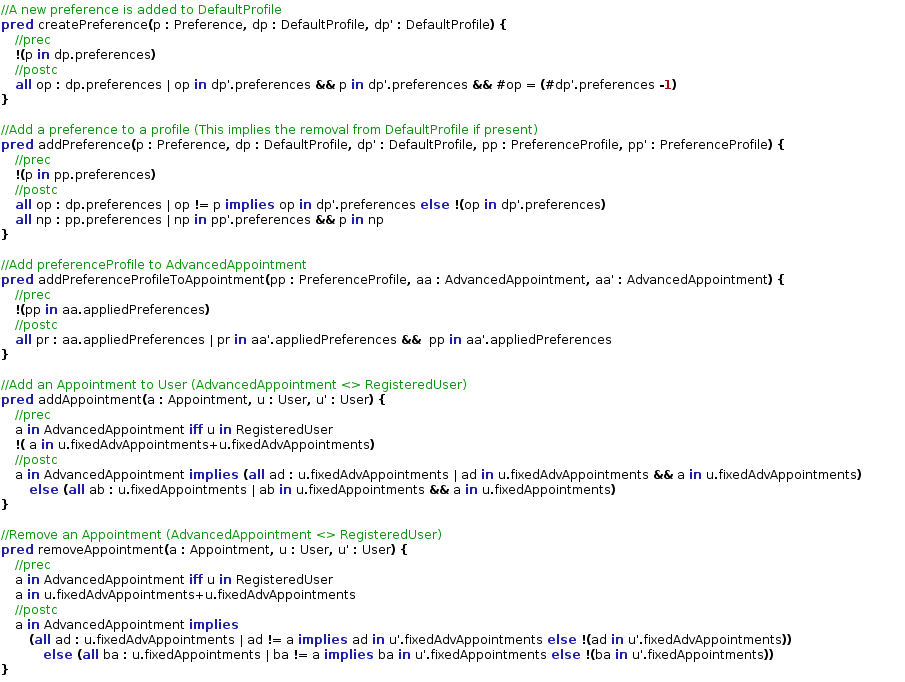 //A new preference is added to DefaultProfile
pred createPreference(p : Preference, dp : DefaultProfile, dp' : DefaultProfile) {
//prec
!(p in dp.preferences)
//postc
all op : dp.preferences | op in dp'.preferences && p in dp'.preferences && #op = (#dp'.preferences -1)
}
//Add a preference to a profile (This implies the removal from DefaultProfile if present)
pred addPreference(p : Preference, dp : DefaultProfile, dp' : DefaultProfile, pp : PreferenceProfile, pp' : PreferenceProfile) {
//prec
!(p in pp.preferences)
//postc
all op : dp.preferences | op != p implies op in dp'.preferences else !(op in dp'.preferences)
all np : pp.preferences | np in pp'.preferences && p in np
}
//Add preferenceProfile to AdvancedAppointment
pred addPreferenceProfileToAppointment(pp : PreferenceProfile, aa : AdvancedAppointment, aa' : AdvancedAppointment) {
//prec
!(pp in aa.appliedPreferences)
//postc
all pr : aa.appliedPreferences | pr in aa'.appliedPreferences && pp in aa'.appliedPreferences
}
//Add an Appointment to User (AdvancedAppointment <> RegisteredUser)
pred addAppointment(a : Appointment, u : User, u' : User) {
//prec
a in AdvancedAppointment iff u in RegisteredUser
!( a in u.fixedAdvAppointments+u.fixedAdvAppointments)
//postc
a in AdvancedAppointment implies (all ad : u.fixedAdvAppointments | ad in u.fixedAdvAppointments && a in u.fixedAdvAppointments)
else (all ab : u.fixedAppointments | ab in u.fixedAppointments && a in u.fixedAppointments)
}
//Remove an Appointment (AdvancedAppointment <> RegisteredUser)
pred removeAppointment(a : Appointment, u : User, u' : User) {
//prec
a in AdvancedAppointment iff u in RegisteredUser
a in u.fixedAdvAppointments+u.fixedAdvAppointments
//postc
a in AdvancedAppointment implies
(all ad : u.fixedAdvAppointments | ad != a implies ad in u'.fixedAdvAppointments else !(ad in u'.fixedAdvAppointments))
else (all ba : u.fixedAppointments | ba != a implies ba in u'.fixedAppointments else !(ba in u'.fixedAppointments))
}